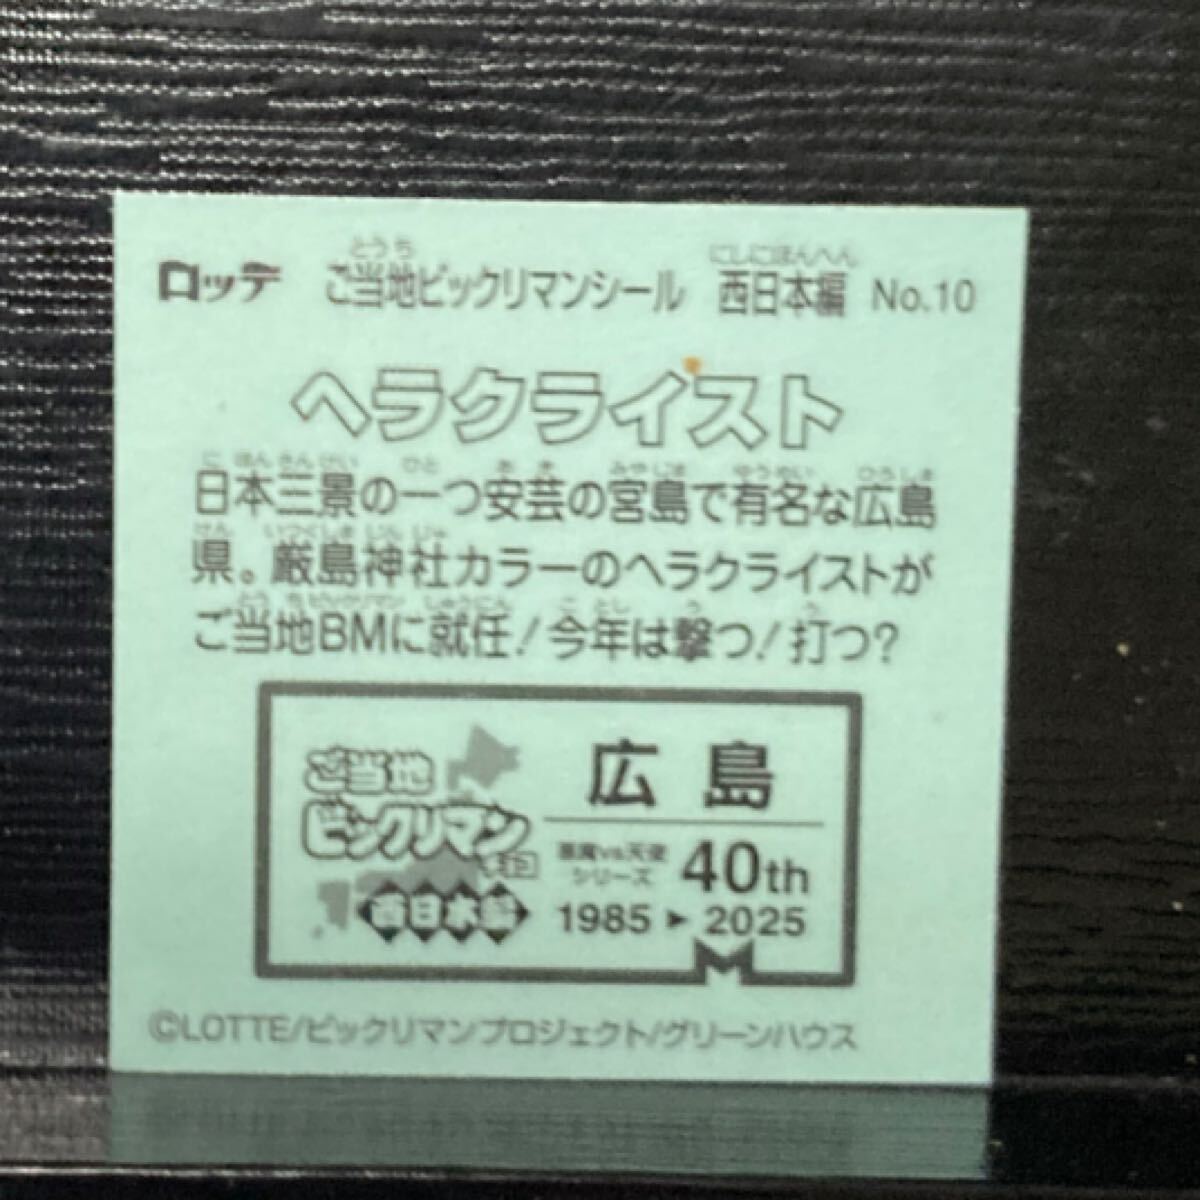 ロッテ ご当地ビックリマンシール 西日本編 No.10
ヘラクライスト
日本三景の一つ安芸の宮島で有名な広島
県。厳島神社カラーのヘラクライストが
ご当地BMに就任!今年は撃つ!打つ?
ご当地
ビックリマン
チョコ
西日本編
広島
悪魔vs天使
シリーズ 40th
1985▶2025
©LOTTE/ビックリマンプロジェクト/グリーンハウス